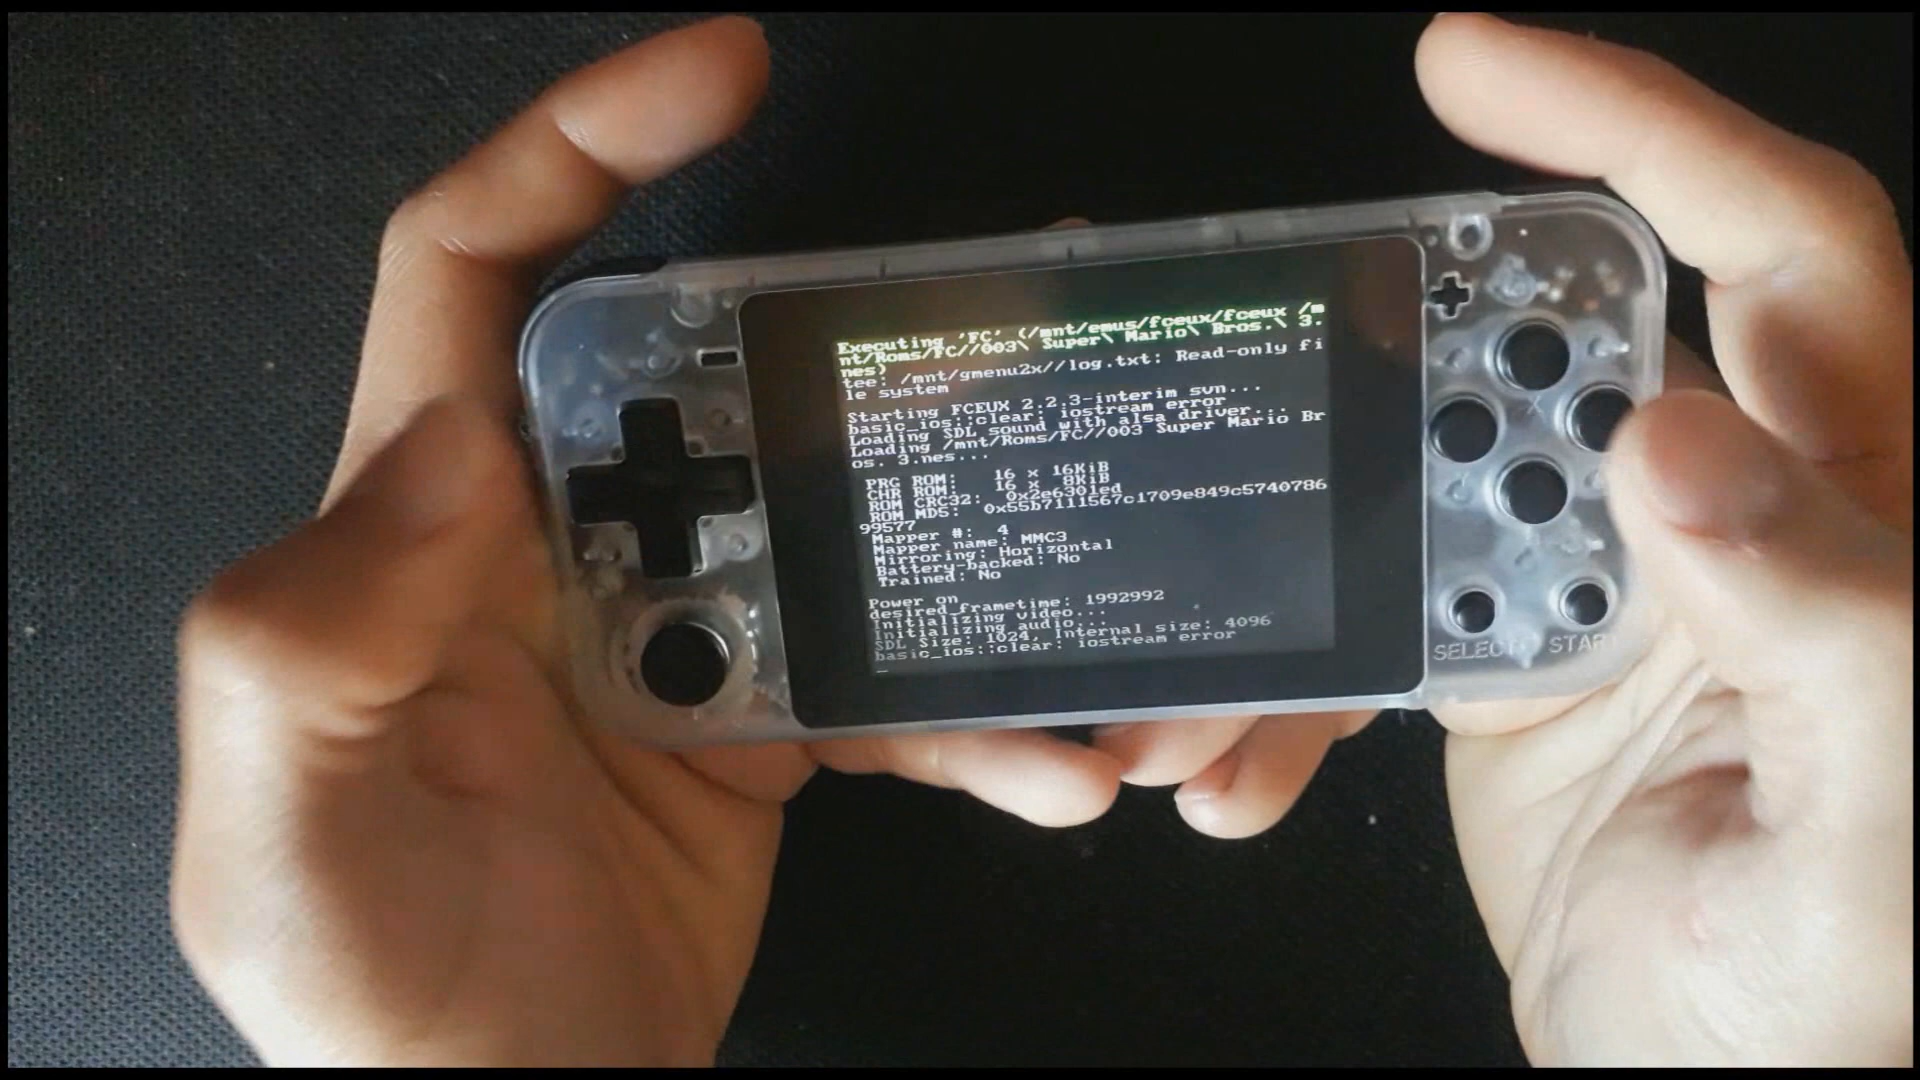 Executing 'FC' (/mnt/emus/fceux/fceux /m
nt/Roms/FC//003\ Super\ Mario\ Bros.\ 3.
nes)
tee: /mnt/gmenu2x//log.txt: Read-only fi
le system
Starting FCEUX 2.2.3-interim svn...
basic_ios::clear: iostream error
Loading SDL sound with alsa driver...
Loading /mnt/Roms/FC//003 Super Mario Br
os. 3.nes...
PRG ROM: 16 x 16KiB
CHR ROM: 16 x 8KiB
ROM CRC32: 0x2e6301ed
ROM MD5: 0x55b7111567c1709e849c5740786
99577
Mapper #: 4
Mapper name: MMC3
Mirroring: Horizontal
Battery-backed: No
Trained: No
Power on
desired_frametime: 1992992
Initializing video...
Initializing audio...
SDL Size: 1024, Internal size: 4096
basic_ios::clear: iostream error
_
X
SELECT START